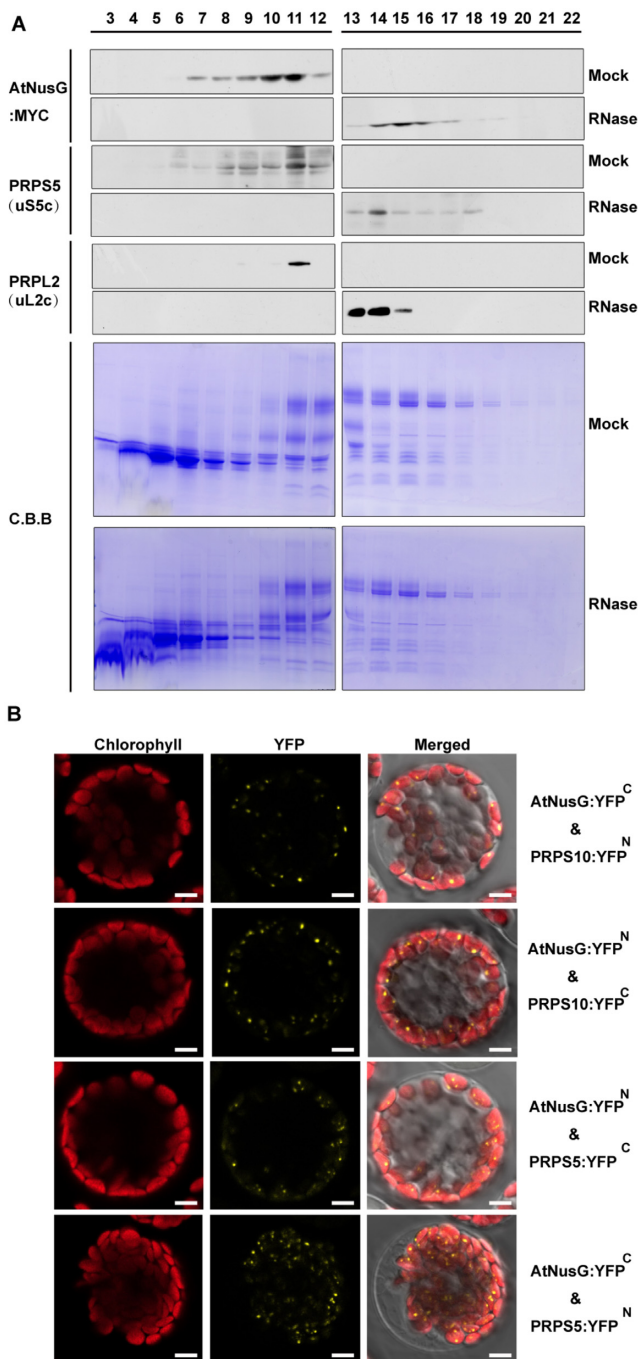 A
3 4 5 6 7 8 9 10 11 12 13 14 15 16 17 18 19 20 21 22
AtNusG
:MYC
Mock
RNase
PRPS5
(uS5c)
Mock
RNase
PRPL2
(uL2c)
Mock
RNase
C.B.B
Mock
RNase
B
Chlorophyll YFP Merged
AtNusG:YFP^C
&
PRPS10:YFP^N
AtNusG:YFP^N
&
PRPS10:YFP^C
AtNusG:YFP^N
&
PRPS5:YFP^C
AtNusG:YFP^C
&
PRPS5:YFP^N